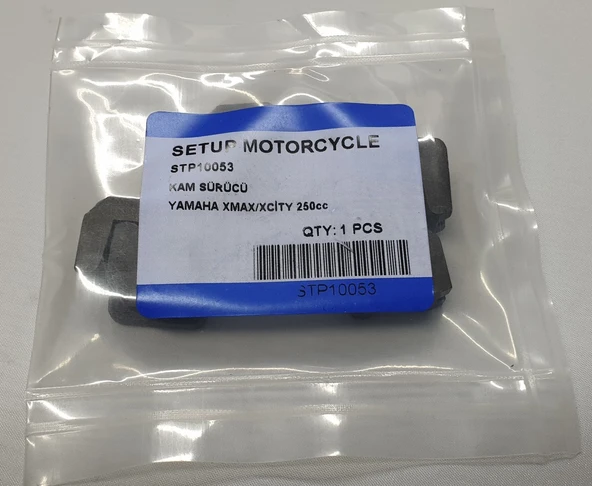 SETUP MOTORCYCLE
STP10053
KAM SÜRÜCÜ
YAMAHA XMAX/XCİTY 250cc
QTY: 1 PCS
STP10053